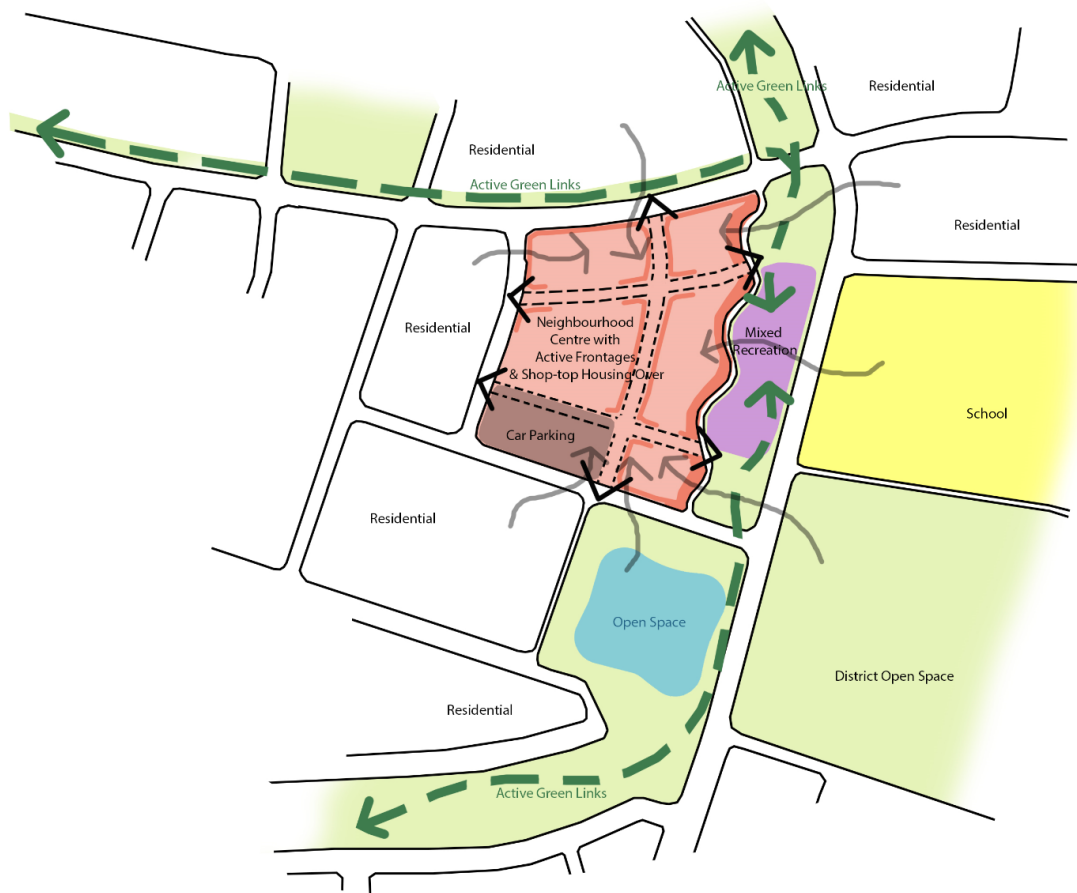 Active Green Links
Residential
Residential
Active Green Links
Residential
Neighbourhood
Centre with
Active Frontages
& Shop-top Housing Over
Residential
Mixed
Recreation
School
Car Parking
Residential
Open Space
District Open Space
Residential
Active Green Links